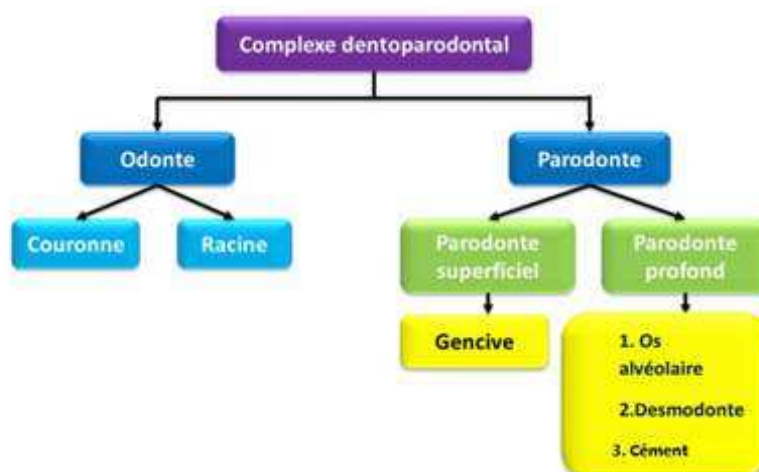 Complexe dentoparodontal
Odonte
Parodonte
Couronne
Racine
Parodonte
superficiel
Parodonte
profond
Gencive
1. Os
alvéolaire
2.Desmodonte
3. Cément